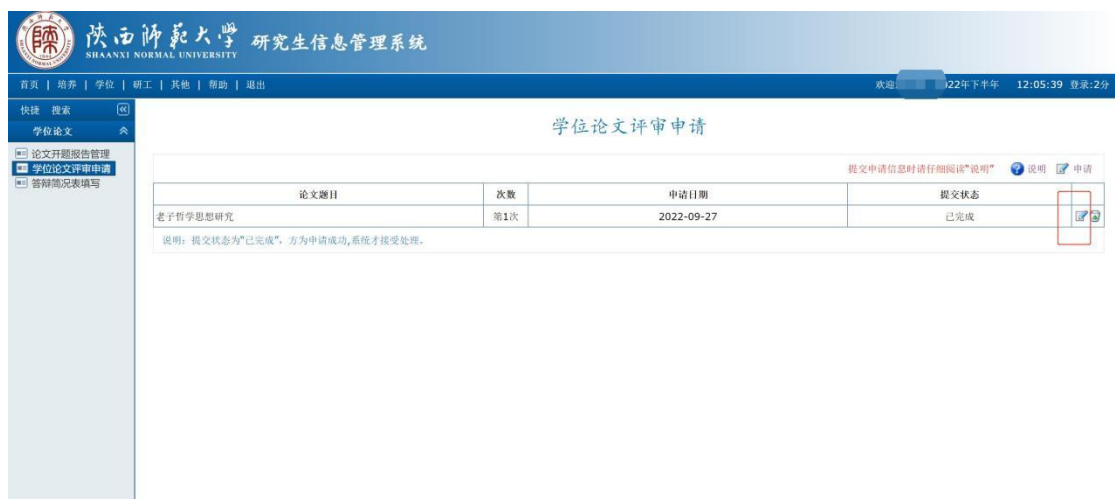 陕西师范大学 研究生信息管理系统
SHAANXI NORMAL UNIVERSITY
首页 | 培养 | 学位 | 研工 | 其他 | 帮助 | 退出
欢迎 022年下半年 12:05:39 登录:2分
快捷 搜索
学位论文
论文开题报告管理
学位论文评审申请
答辩简况表填写
学位论文评审申请
提交申请信息时请仔细阅读"说明" 说明 申请
论文题目 次数 申请日期 提交状态
老子哲学思想研究 第1次 2022-09-27 已完成
说明：提交状态为"已完成"，方为申请成功,系统才接受处理。